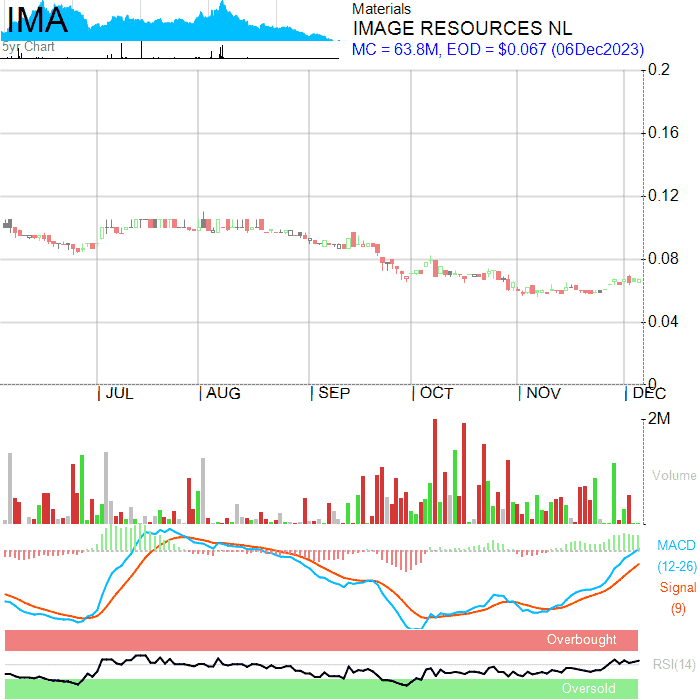 IMA
5yr Chart
Materials
IMAGE RESOURCES NL
MC = 63.8M, EOD = $0.067 (06Dec2023)
0.2
0.16
0.12
0.08
0.04
0
JUL
AUG
SEP
OCT
NOV
DEC
2M
Volume
MACD
(12-26)
Signal
(9)
Overbought
RSI(14)
Oversold